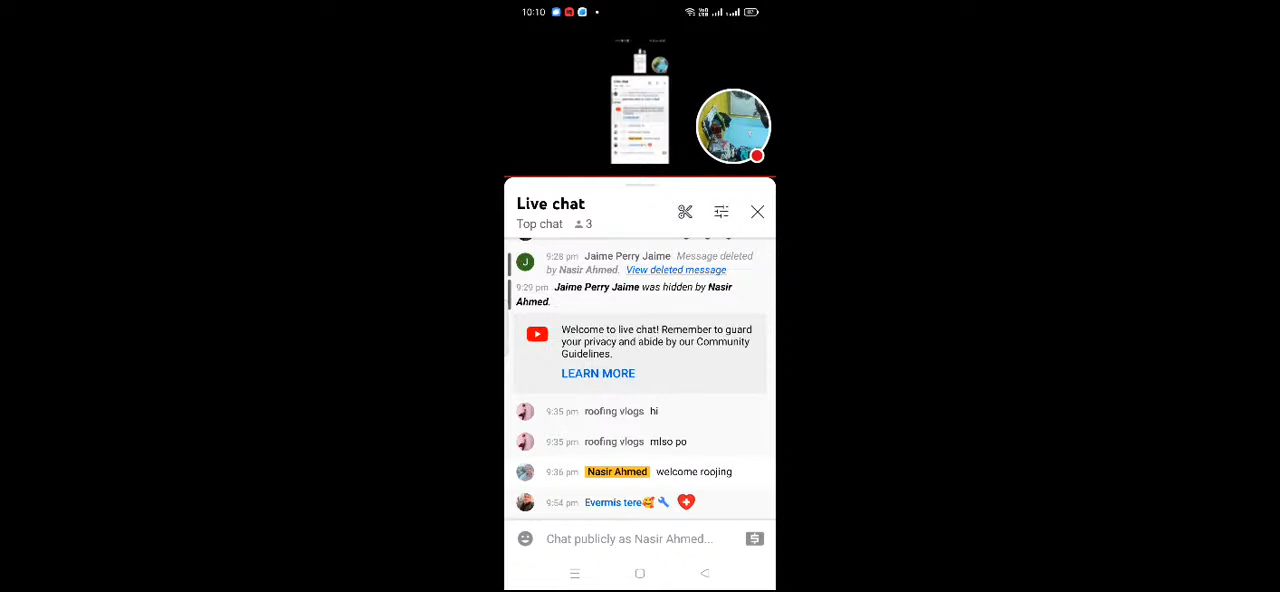 10:10
Live chat
Top chat 3
9:28 pm Jaime Perry Jaime Message deleted
by Nasir Ahmed. View deleted message
9:29 pm Jaime Perry Jaime was hidden by Nasir
Ahmed.
Welcome to live chat! Remember to guard
your privacy and abide by our Community
Guidelines.
LEARN MORE
9:35 pm roofing vlogs hi
9:35 pm roofing vlogs mlso po
9:36 pm Nasir Ahmed welcome roojing
9:54 pm Evermis tere🥰
Chat publicly as Nasir Ahmed...